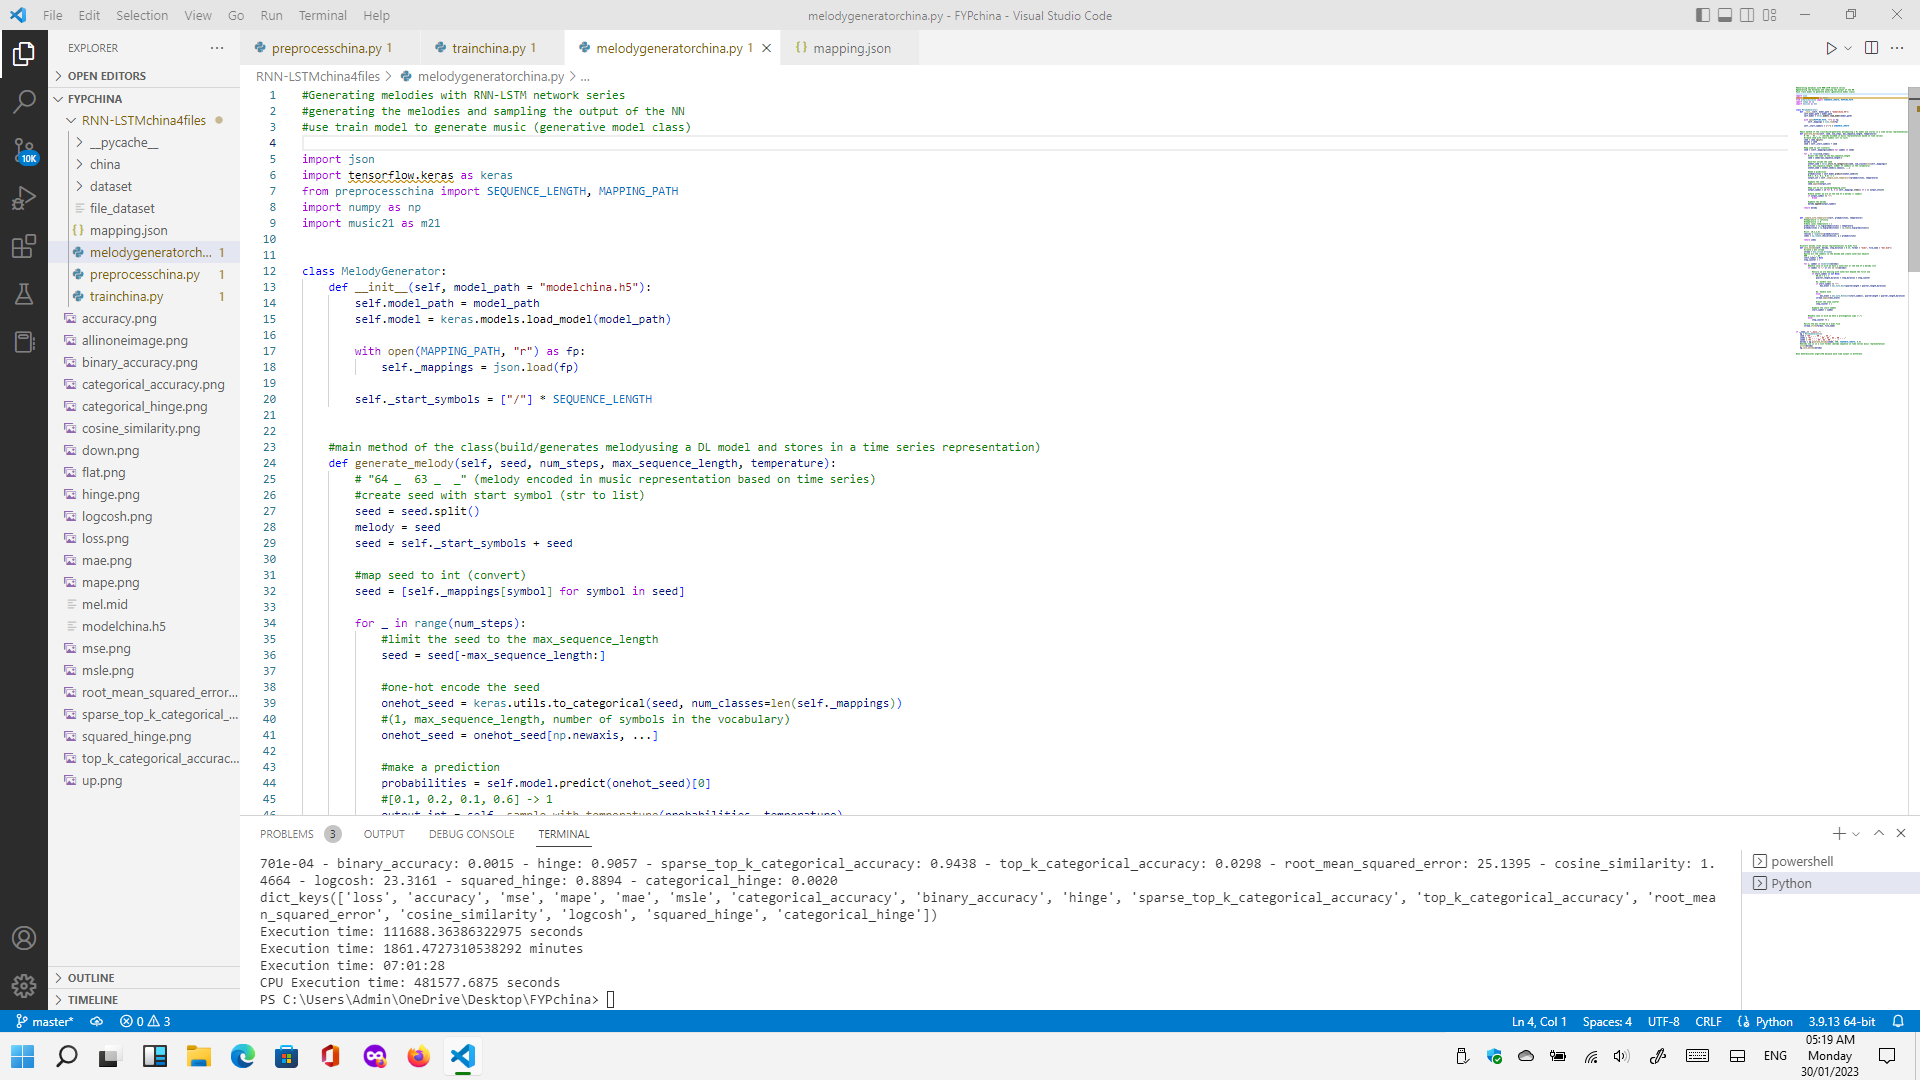 File Edit Selection View Go Run Terminal Help
melodygeneratorchina.py - FYPchina - Visual Studio Code
EXPLORER
OPEN EDITORS
FYPCHINA
RNN-LSTMchina4files
__pycache__
china
dataset
file_dataset
mapping.json
melodygeneratorch... 1
preprocesschina.py 1
trainchina.py 1
accuracy.png
allinoneimage.png
binary_accuracy.png
categorical_accuracy.png
categorical_hinge.png
cosine_similarity.png
down.png
flat.png
hinge.png
logcosh.png
loss.png
mae.png
mape.png
mel.mid
modelchina.h5
mse.png
msle.png
root_mean_squared_error...
sparse_top_k_categorical_...
squared_hinge.png
top_k_categorical_accurac...
up.png
OUTLINE
TIMELINE
10K
preprocesschina.py 1
trainchina.py 1
melodygeneratorchina.py 1
{} mapping.json
RNN-LSTMchina4files > melodygeneratorchina.py > ...
1 #Generating melodies with RNN-LSTM network series
2 #generating the melodies and sampling the output of the NN
3 #use train model to generate music (generative model class)
4
5 import json
6 import tensorflow.keras as keras
7 from preprocesschina import SEQUENCE_LENGTH, MAPPING_PATH
8 import numpy as np
9 import music21 as m21
10
11
12 class MelodyGenerator:
13 def __init__(self, model_path = "modelchina.h5"):
14 self.model_path = model_path
15 self.model = keras.models.load_model(model_path)
16
17 with open(MAPPING_PATH, "r") as fp:
18 self._mappings = json.load(fp)
19
20 self._start_symbols = ["/"] * SEQUENCE_LENGTH
21
22
23 #main method of the class(build/generates melodyusing a DL model and stores in a time series representation)
24 def generate_melody(self, seed, num_steps, max_sequence_length, temperature):
25 # "64 _ 63 _ _" (melody encoded in music representation based on time series)
26 #create seed with start symbol (str to list)
27 seed = seed.split()
28 melody = seed
29 seed = self._start_symbols + seed
30
31 #map seed to int (convert)
32 seed = [self._mappings[symbol] for symbol in seed]
33
34 for _ in range(num_steps):
35 #limit the seed to the max_sequence_length
36 seed = seed[-max_sequence_length:]
37
38 #one-hot encode the seed
39 onehot_seed = keras.utils.to_categorical(seed, num_classes=len(self._mappings))
40 #(1, max_sequence_length, number of symbols in the vocabulary)
41 onehot_seed = onehot_seed[np.newaxis, ...]
42
43 #make a prediction
44 probabilities = self.model.predict(onehot_seed)[0]
45 #[0.1, 0.2, 0.1, 0.6] -> 1
46 output_int = self._sample_with_temperature(probabilities, temperature)
PROBLEMS 3 OUTPUT DEBUG CONSOLE TERMINAL
701e-04 - binary_accuracy: 0.0015 - hinge: 0.9057 - sparse_top_k_categorical_accuracy: 0.9438 - top_k_categorical_accuracy: 0.0298 - root_mean_squared_error: 25.1395 - cosine_similarity: 1.
4664 - logcosh: 23.3161 - squared_hinge: 0.8894 - categorical_hinge: 0.0020
dict_keys(['loss', 'accuracy', 'mse', 'mape', 'mae', 'msle', 'categorical_accuracy', 'binary_accuracy', 'hinge', 'sparse_top_k_categorical_accuracy', 'top_k_categorical_accuracy', 'root_mea
n_squared_error', 'cosine_similarity', 'logcosh', 'squared_hinge', 'categorical_hinge'])
Execution time: 111688.36386322975 seconds
Execution time: 1861.4727310538292 minutes
Execution time: 07:01:28
CPU Execution time: 481577.6875 seconds
PS C:\Users\Admin\OneDrive\Desktop\FYPchina>
powershell
Python
master* 0 3
Ln 4, Col 1 Spaces: 4 UTF-8 CRLF {} Python 3.9.13 64-bit
ENG
05:19 AM
Monday
30/01/2023